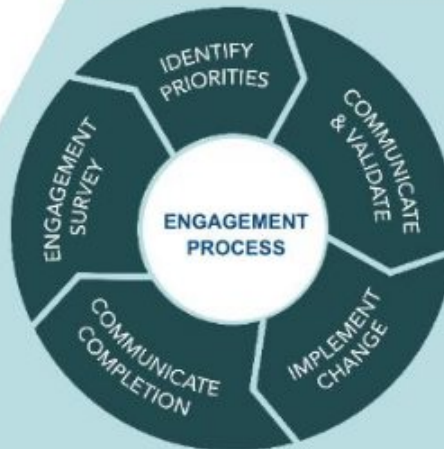 IDENTIFY
PRIORITIES
COMMUNICATE
& VALIDATE
IMPLEMENT
CHANGE
COMMUNICATE
COMPLETION
ENGAGEMENT
SURVEY
ENGAGEMENT
PROCESS